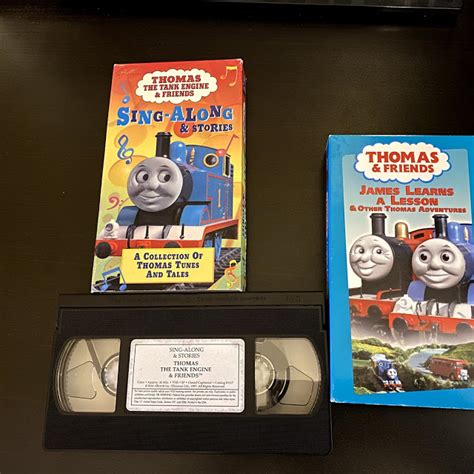 THOMAS
THE TANK ENGINE
& FRIENDS
SING-ALONG
& STORIES
A COLLECTION OF
THOMAS TUNES
AND TALES
THOMAS
& FRIENDS
JAMES LEARNS
A LESSON
& OTHER THOMAS ADVENTURES
SING-ALONG
& STORIES
THOMAS
THE TANK ENGINE
& FRIENDS™